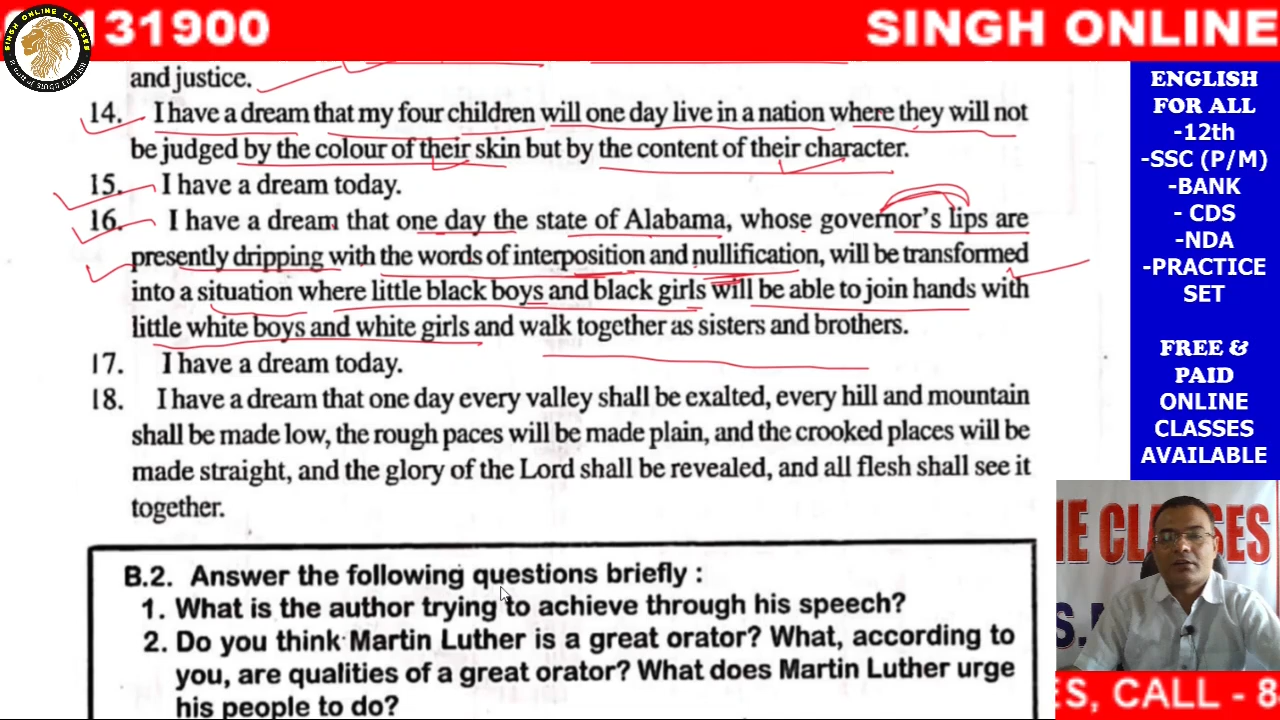 131900
SINGH ONLINE
SINGH ONLINE CLASSES
and justice.
14. I have a dream that my four children will one day live in a nation where they will not
be judged by the colour of their skin but by the content of their character.
15. I have a dream today.
16. I have a dream that one day the state of Alabama, whose governor's lips are
presently dripping with the words of interposition and nullification, will be transformed
into a situation where little black boys and black girls will be able to join hands with
little white boys and white girls and walk together as sisters and brothers.
17. I have a dream today.
18. I have a dream that one day every valley shall be exalted, every hill and mountain
shall be made low, the rough paces will be made plain, and the crooked places will be
made straight, and the glory of the Lord shall be revealed, and all flesh shall see it
together.
B.2. Answer the following questions briefly :
1. What is the author trying to achieve through his speech?
2. Do you think Martin Luther is a great orator? What, according to
you, are qualities of a great orator? What does Martin Luther urge
his people to do?
ENGLISH
FOR ALL
-12th
-SSC (P/M)
-BANK
- CDS
-NDA
-PRACTICE
SET
FREE &
PAID
ONLINE
CLASSES
AVAILABLE
NE CLASSES
S.
ES, CALL - 8